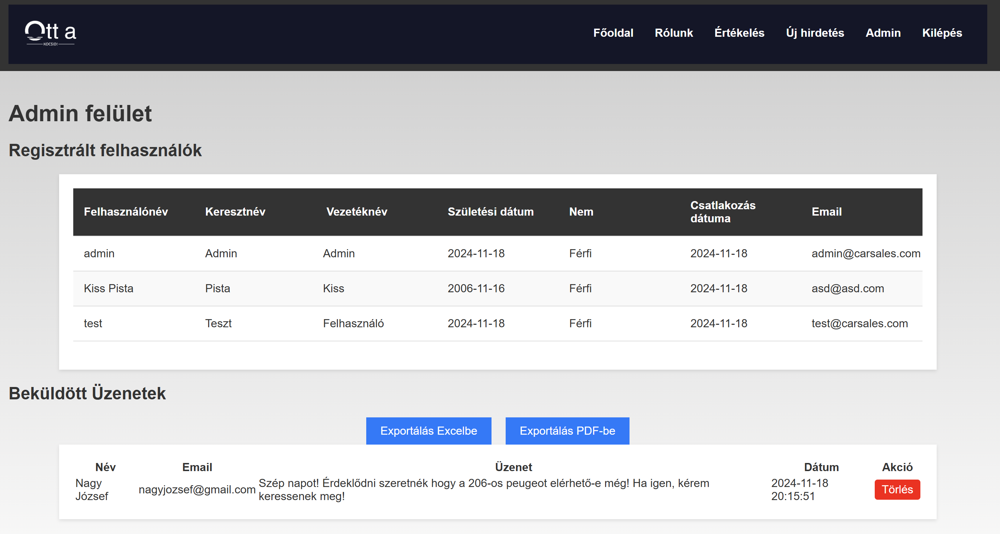 Ott a
KOCSID!
Főoldal Rólunk Értékelés Új hirdetés Admin Kilépés
Admin felület
Regisztrált felhasználók
Felhasználónév Keresztnév Vezetéknév Születési dátum Nem Csatlakozás dátuma Email
admin Admin Admin 2024-11-18 Férfi 2024-11-18 admin@carsales.com
Kiss Pista Pista Kiss 2006-11-16 Férfi 2024-11-18 asd@asd.com
test Teszt Felhasználó 2024-11-18 Férfi 2024-11-18 test@carsales.com
Beküldött Üzenetek
Exportálás Excelbe Exportálás PDF-be
Név Email Üzenet Dátum Akció
Nagy József nagyjozsef@gmail.com Szép napot! Érdeklődni szeretnék hogy a 206-os peugeot elérhető-e még! Ha igen, kérem keressenek meg! 2024-11-18 20:15:51 Törlés